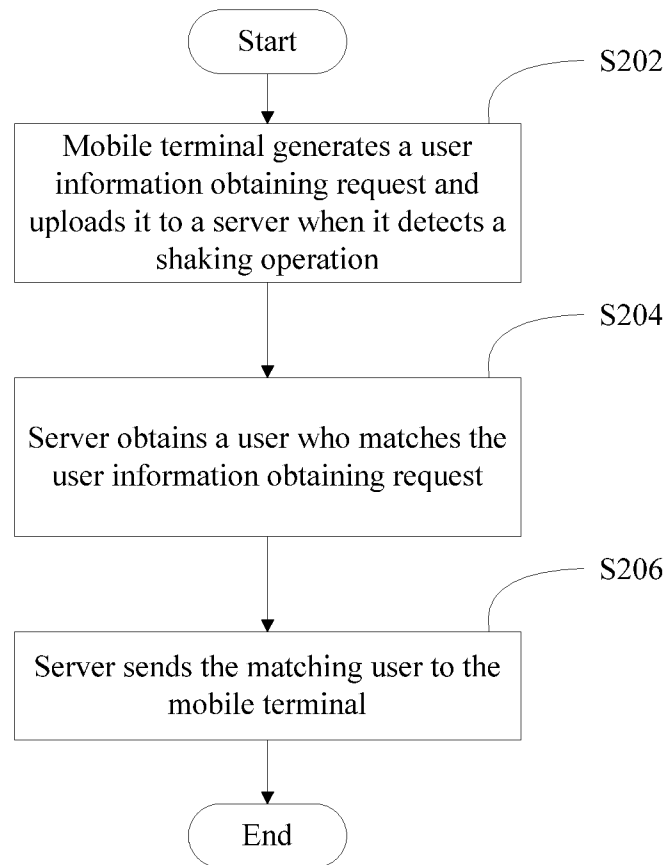 Start
S202
Mobile terminal generates a user
information obtaining request and
uploads it to a server when it detects a
shaking operation
S204
Server obtains a user who matches the
user information obtaining request
S206
Server sends the matching user to the
mobile terminal
End